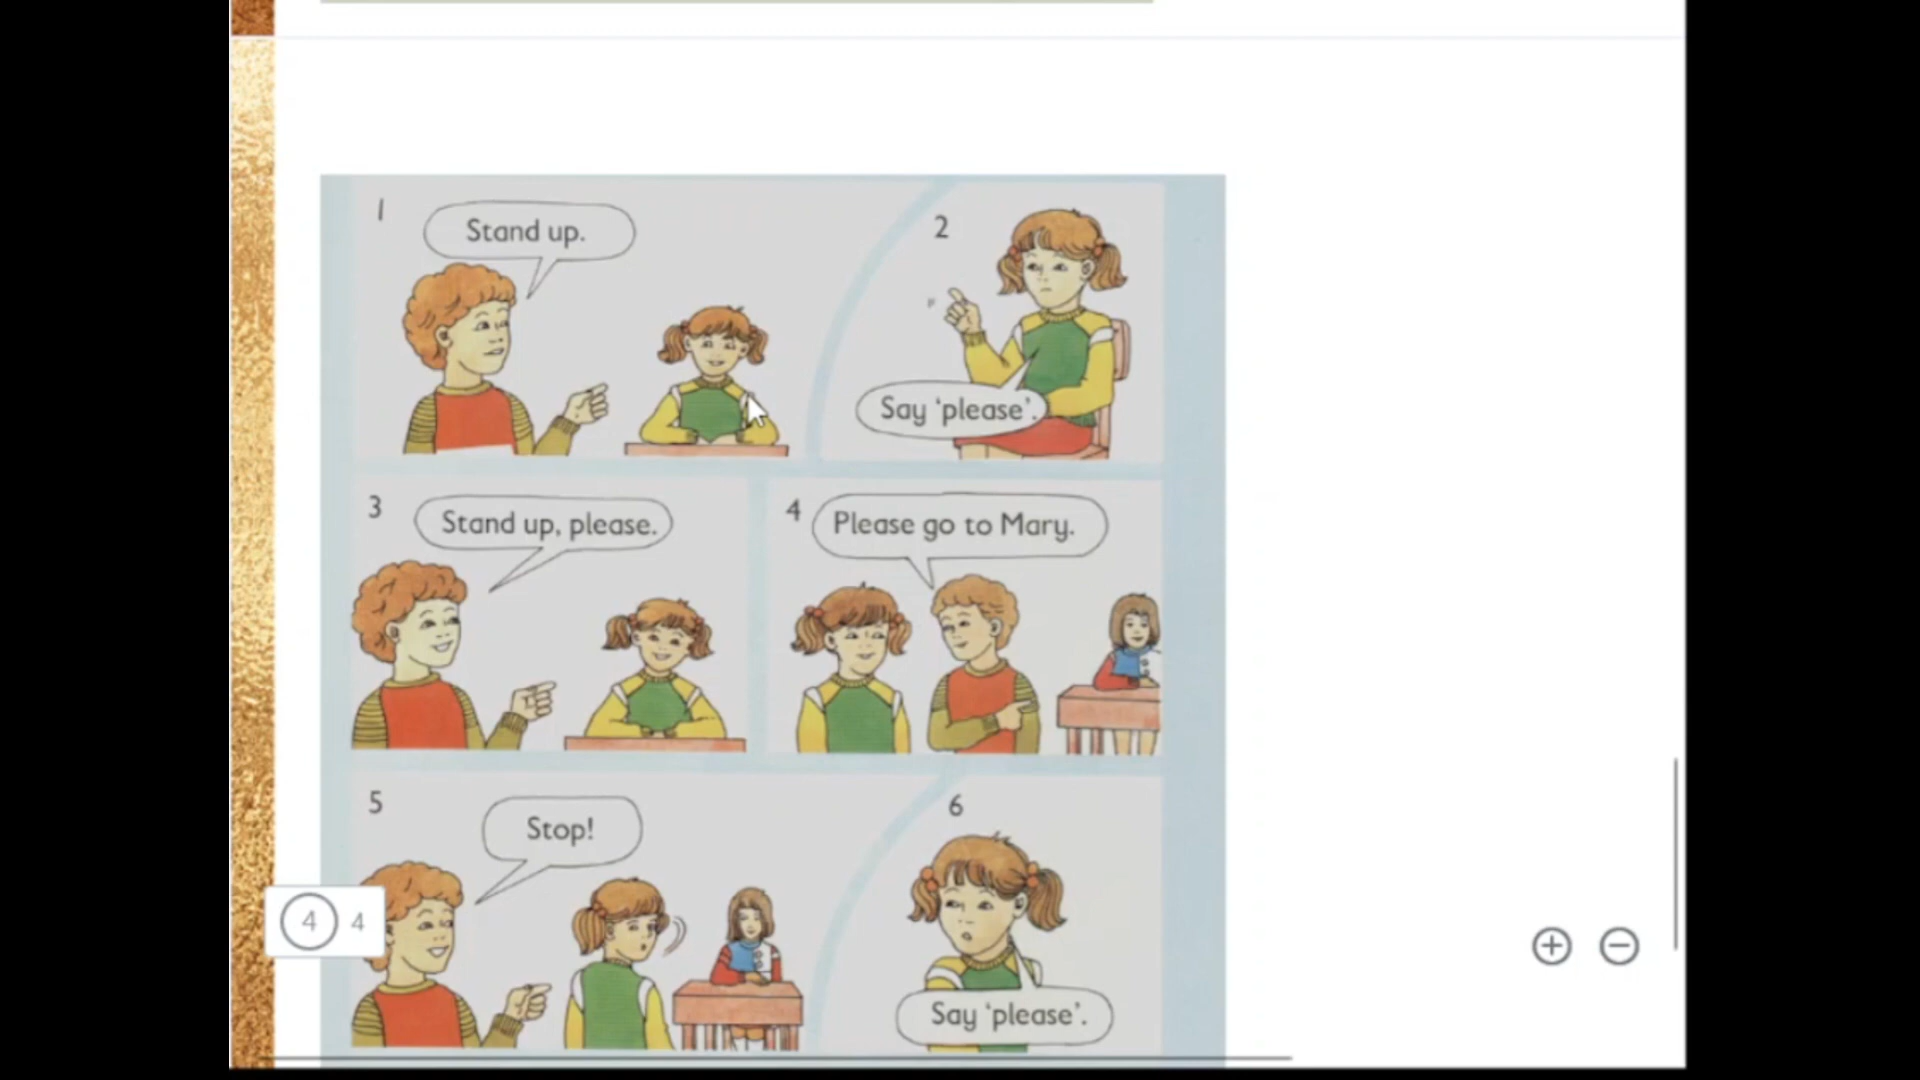 1
Stand up.
2
Say ‘please’.
3
Stand up, please.
4
Please go to Mary.
5
Stop!
6
Say ‘please’.
4 4